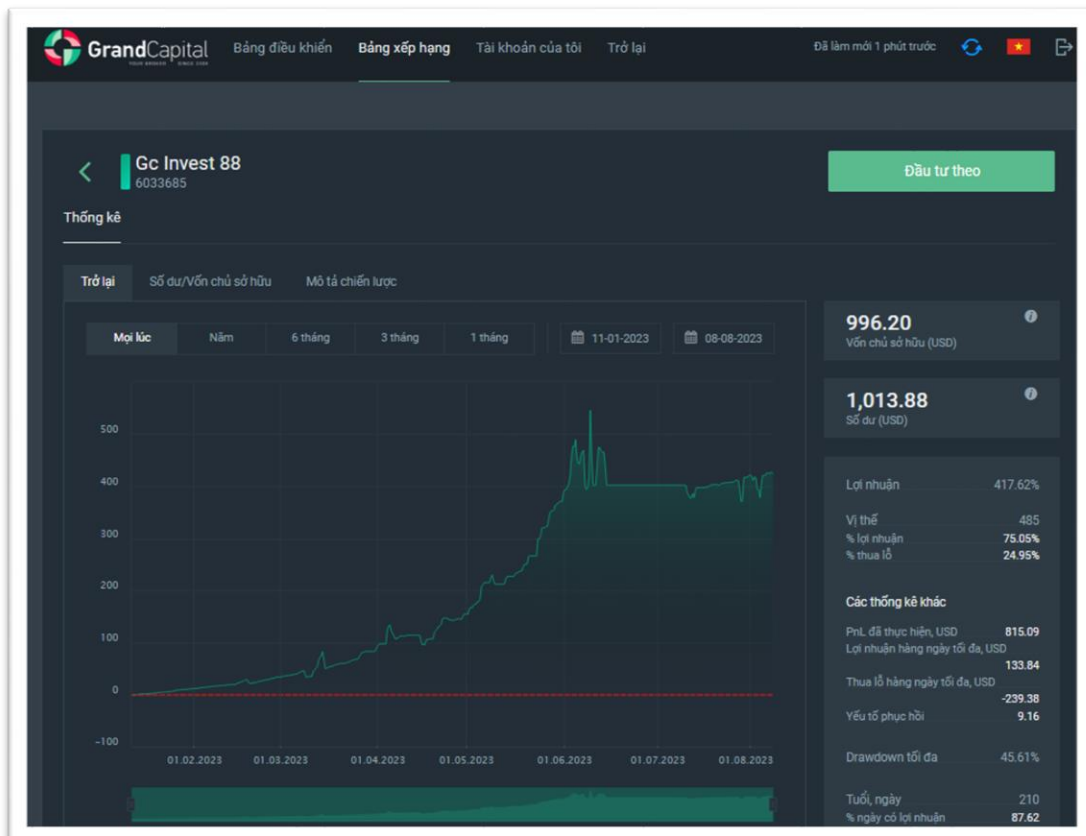 GrandCapital
YOUR BROKER SINCE 2006
Bảng điều khiển Bảng xếp hạng Tài khoản của tôi Trở lại Đã làm mới 1 phút trước
Gc Invest 88
6033685
Đầu tư theo
Thống kê
Trở lại Số dư/Vốn chủ sở hữu Mô tả chiến lược
Mọi lúc Năm 6 tháng 3 tháng 1 tháng 11-01-2023 08-08-2023
500
400
300
200
100
0
-100
01.02.2023 01.03.2023 01.04.2023 01.05.2023 01.06.2023 01.07.2023 01.08.2023
996.20
Vốn chủ sở hữu (USD)
1,013.88
Số dư (USD)
Lợi nhuận 417.62%
Vị thế 485
% lợi nhuận 75.05%
% thua lỗ 24.95%
Các thống kê khác
PnL đã thực hiện, USD 815.09
Lợi nhuận hàng ngày tối đa, USD
133.84
Thua lỗ hàng ngày tối đa, USD
-239.38
Yếu tố phục hồi 9.16
Drawdown tối đa 45.61%
Tuổi, ngày 210
% ngày có lợi nhuận 87.62